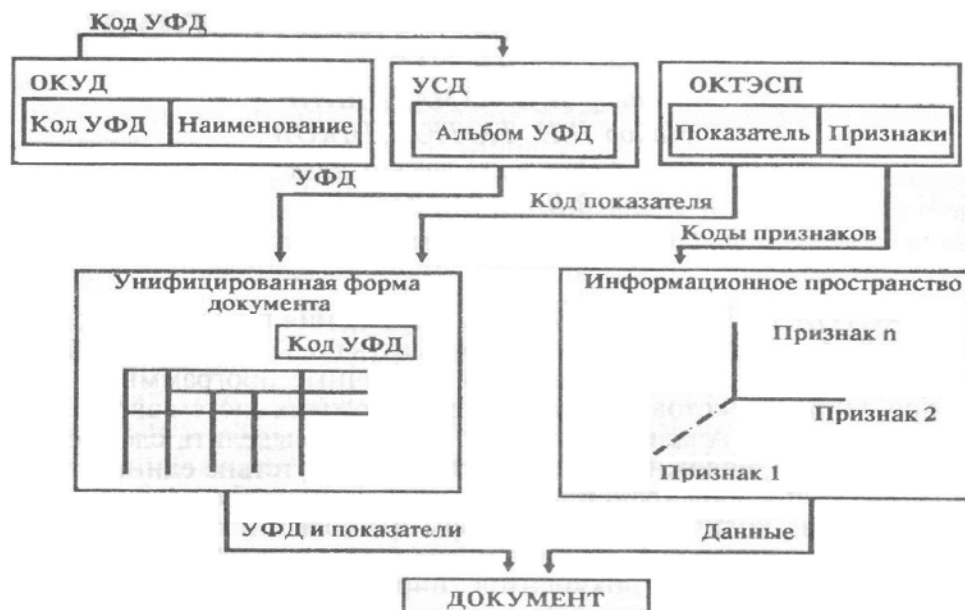 Код УФД
ОКУД
Код УФД
Наименование
УСД
Альбом УФД
ОКТЭСП
Показатель
Признаки
УФД
Код показателя
Коды признаков
Унифицированная форма
документа
Код УФД
Информационное пространство
Признак n
Признак 2
Признак 1
УФД и показатели
Данные
ДОКУМЕНТ